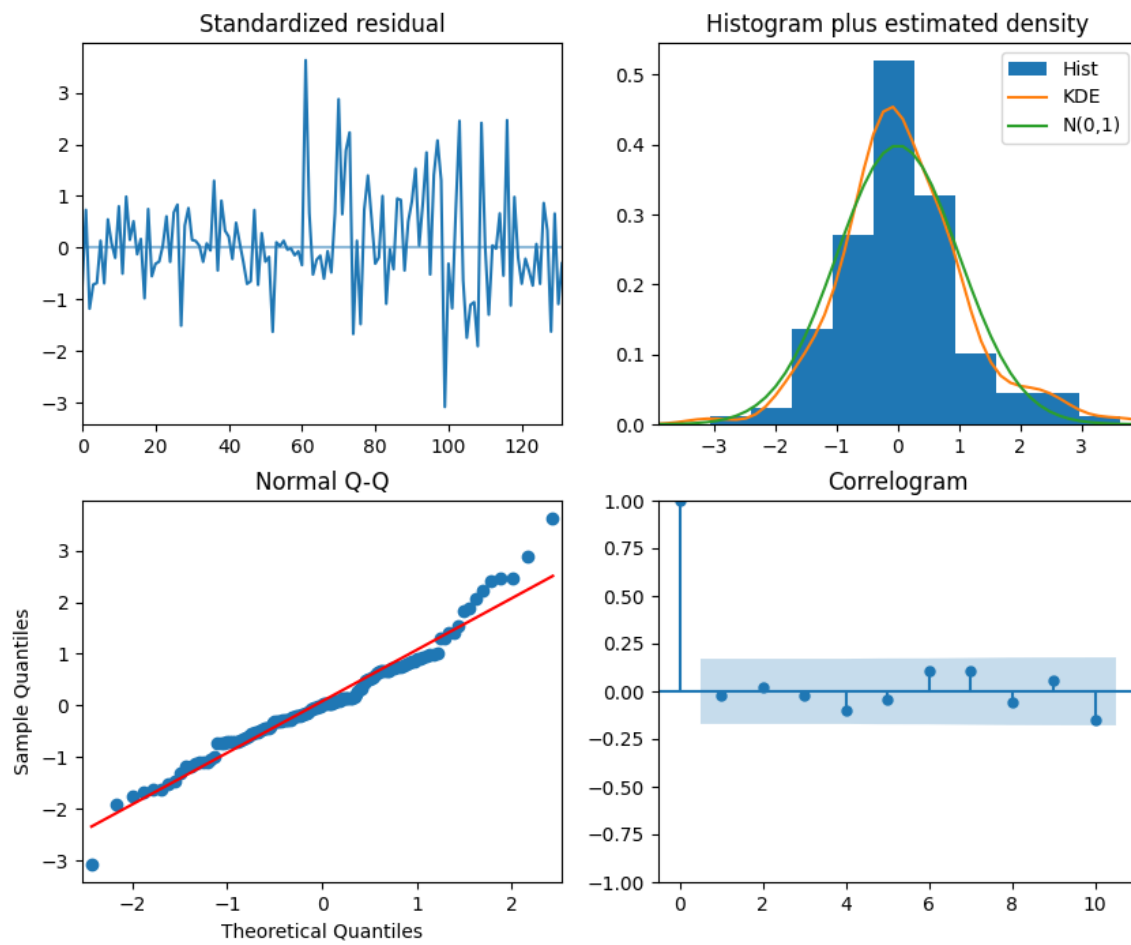 Standardized residual
3
2
1
0
−1
−2
−3
0 20 40 60 80 100 120
Histogram plus estimated density
0.5
0.4
0.3
0.2
0.1
0.0
−3 −2 −1 0 1 2 3
Hist
KDE
N(0,1)
Normal Q-Q
Sample Quantiles
3
2
1
0
−1
−2
−3
−2 −1 0 1 2
Theoretical Quantiles
Correlogram
1.00
0.75
0.50
0.25
0.00
−0.25
−0.50
−0.75
−1.00
0 2 4 6 8 10